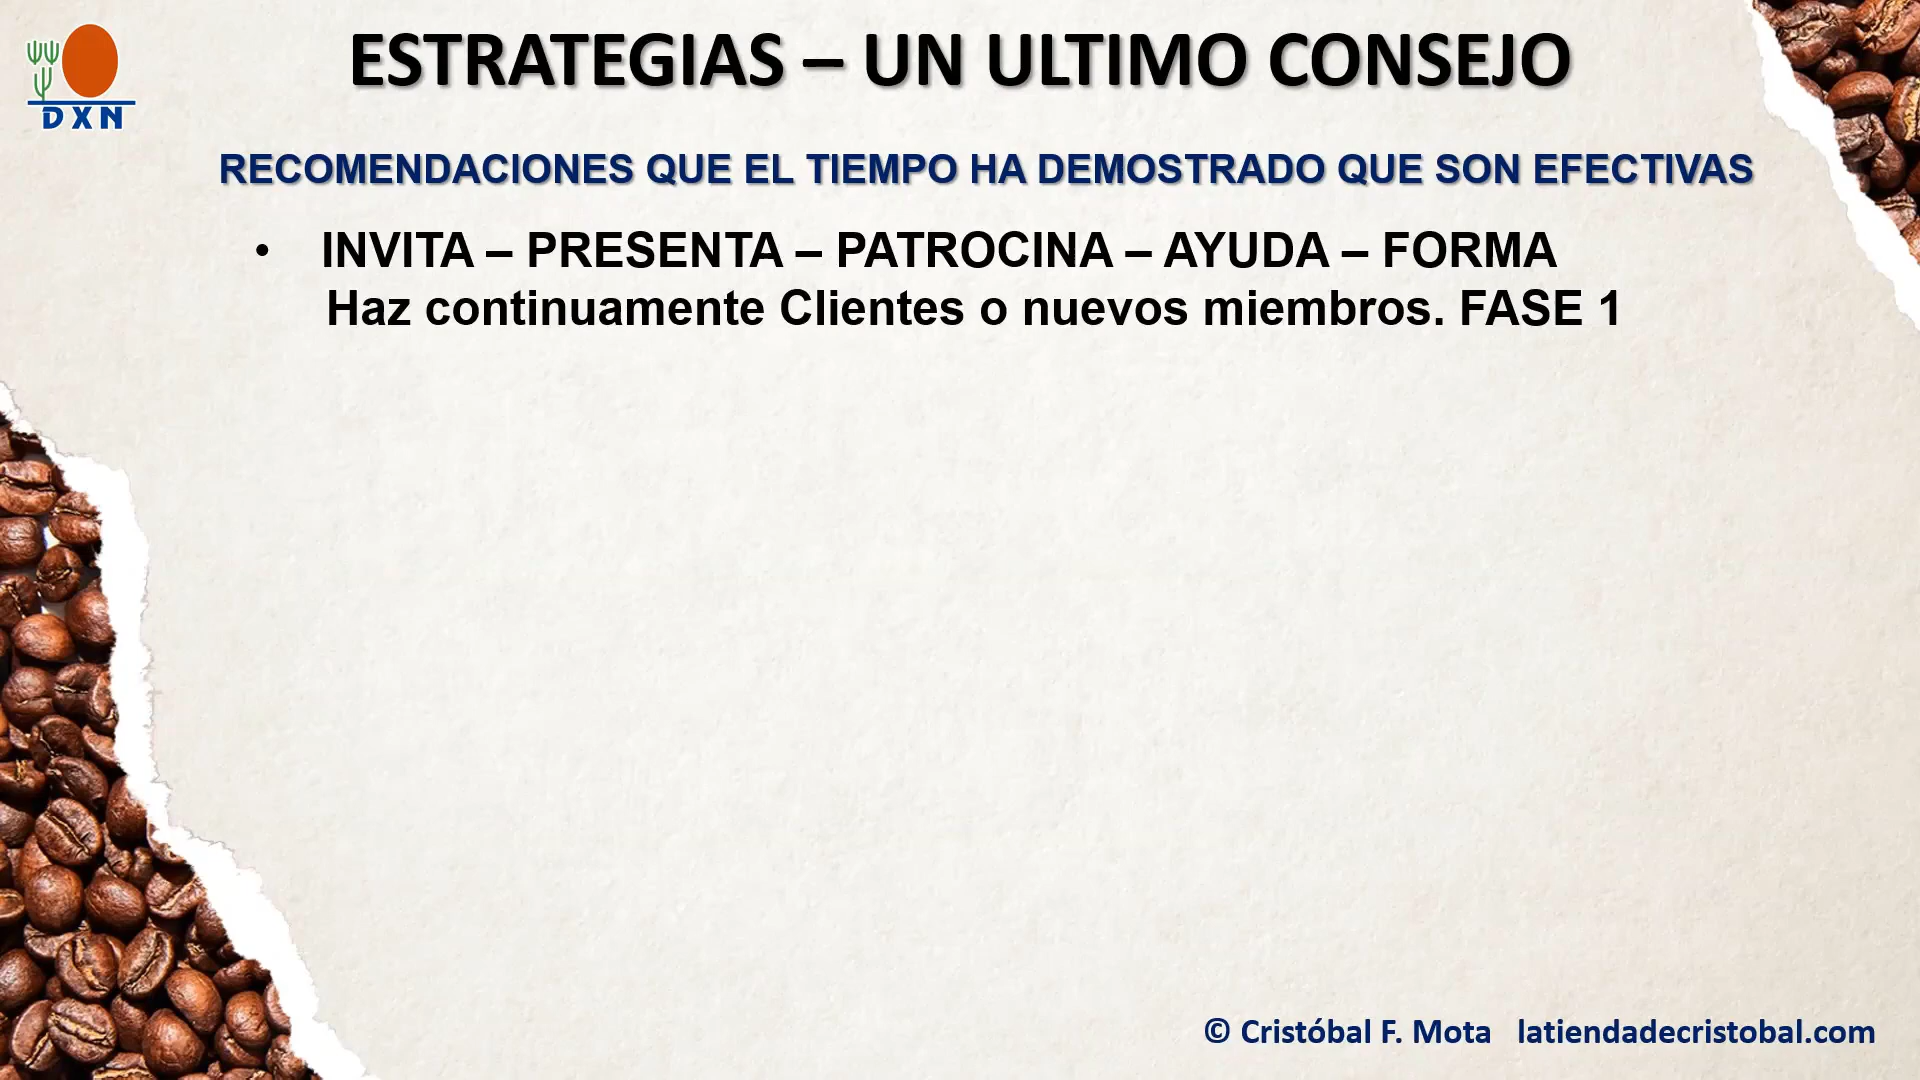 DXN
ESTRATEGIAS – UN ULTIMO CONSEJO
RECOMENDACIONES QUE EL TIEMPO HA DEMOSTRADO QUE SON EFECTIVAS
• INVITA – PRESENTA – PATROCINA – AYUDA – FORMA
Haz continuamente Clientes o nuevos miembros. FASE 1
© Cristóbal F. Mota latiendadecristobal.com